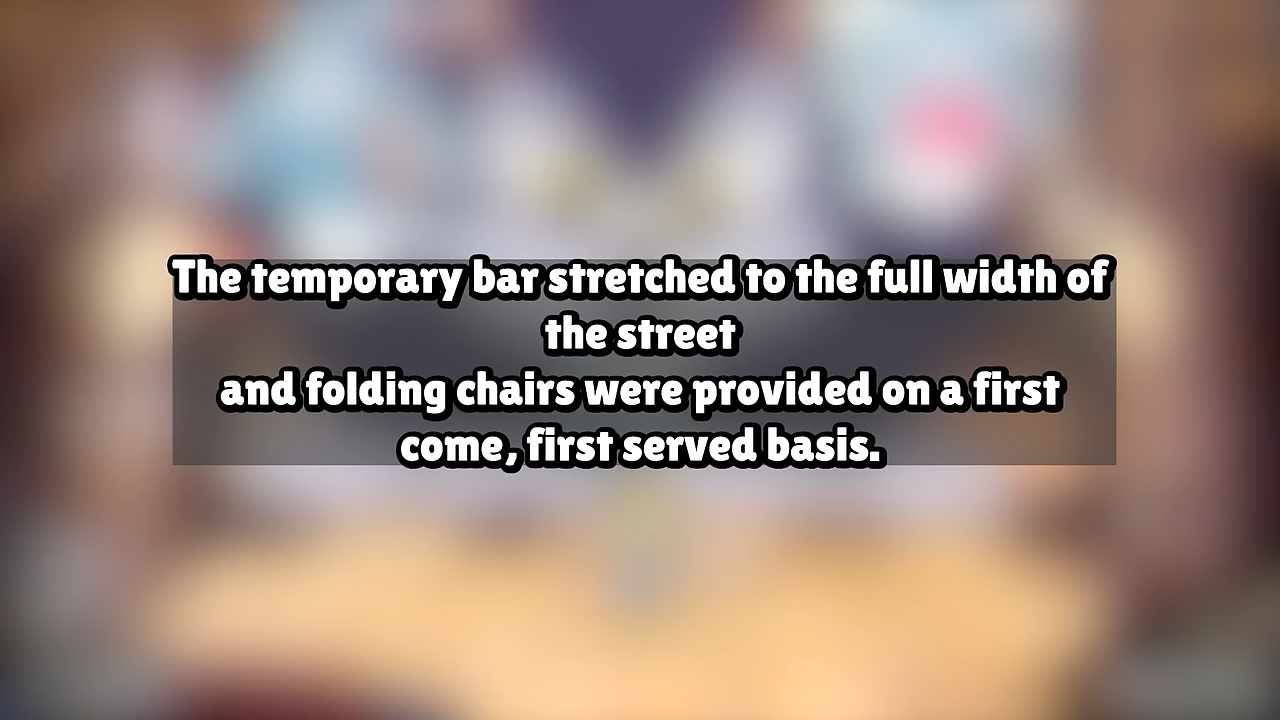 The temporary bar stretched to the full width of
the street
and folding chairs were provided on a first
come, first served basis.